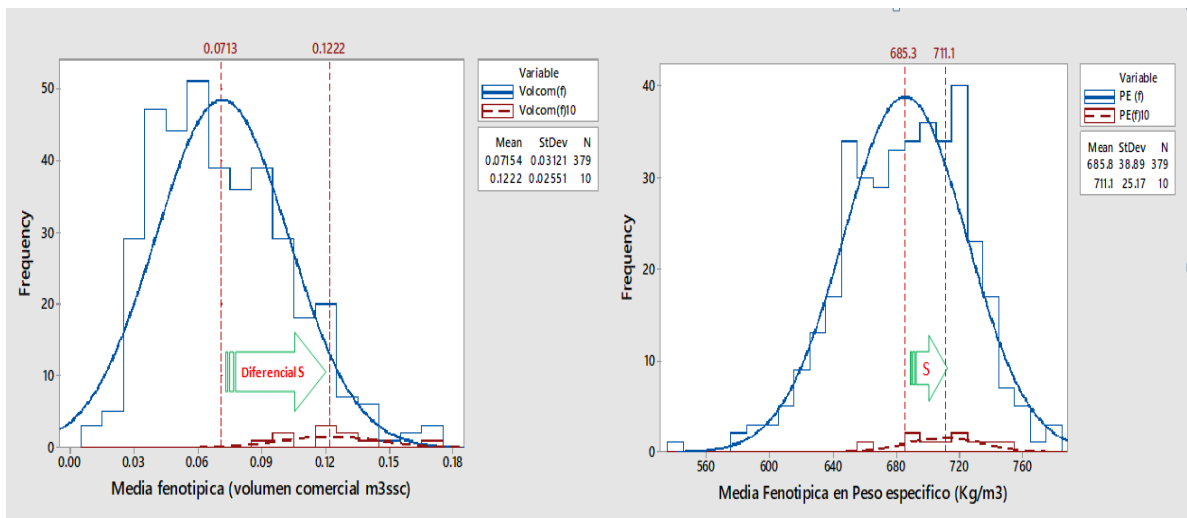 0.0713 0.1222
Frequency
50
40
30
20
10
0
0.00 0.03 0.06 0.09 0.12 0.15 0.18
Diferencial S
Media fenotipica (volumen comercial m3ssc)
Variable
Volcom(f)
Volcom(f)10
Mean StDev N
0.07154 0.03121 379
0.1222 0.02551 10
685.3 711.1
Frequency
40
30
20
10
0
560 600 640 680 720 760
S
Media Fenotipica en Peso especifico (Kg/m3)
Variable
PE (f)
PE(f)10
Mean StDev N
685.8 38.89 379
711.1 25.17 10